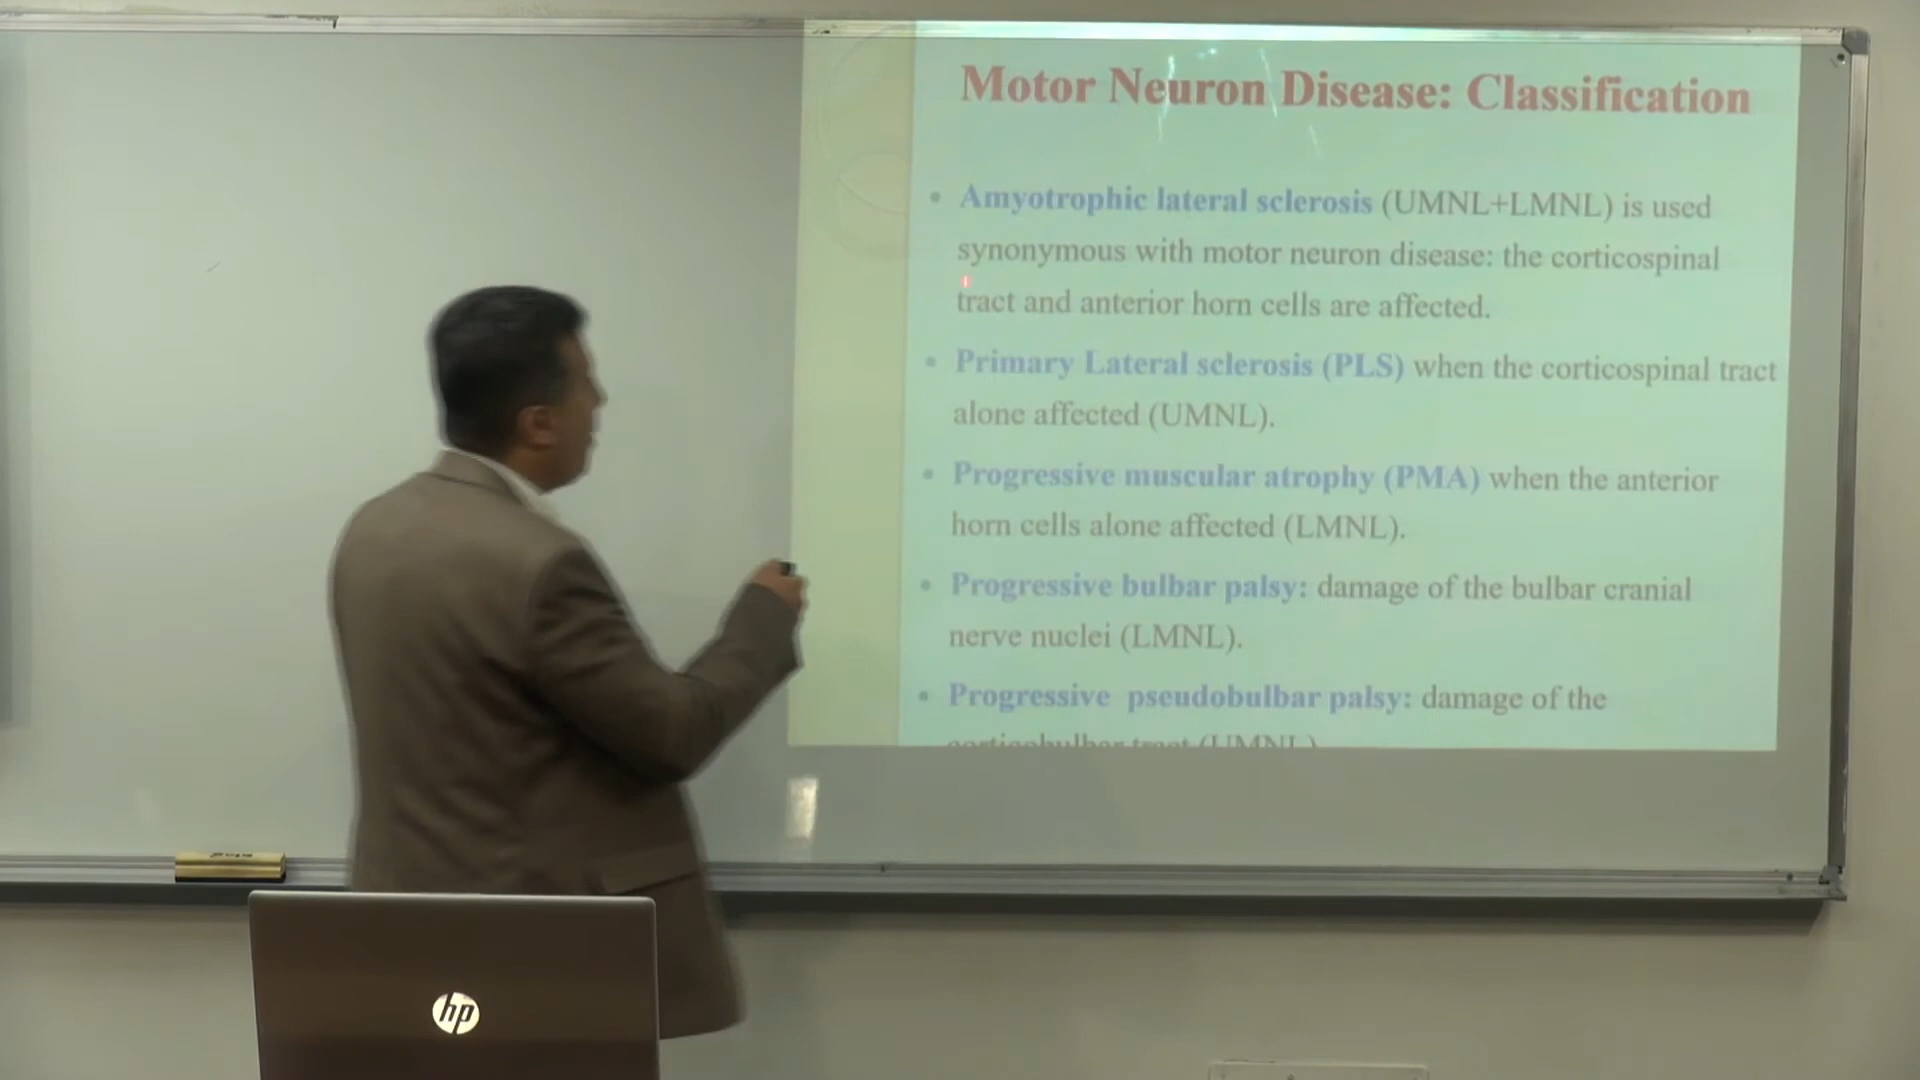 Motor Neuron Disease: Classification
• Amyotrophic lateral sclerosis (UMNL+LMNL) is used
synonymous with motor neuron disease: the corticospinal
tract and anterior horn cells are affected.
• Primary Lateral sclerosis (PLS) when the corticospinal tract
alone affected (UMNL).
• Progressive muscular atrophy (PMA) when the anterior
horn cells alone affected (LMNL).
• Progressive bulbar palsy: damage of the bulbar cranial
nerve nuclei (LMNL).
• Progressive pseudobulbar palsy: damage of the
corticobulbar tract (UMNL)
hp